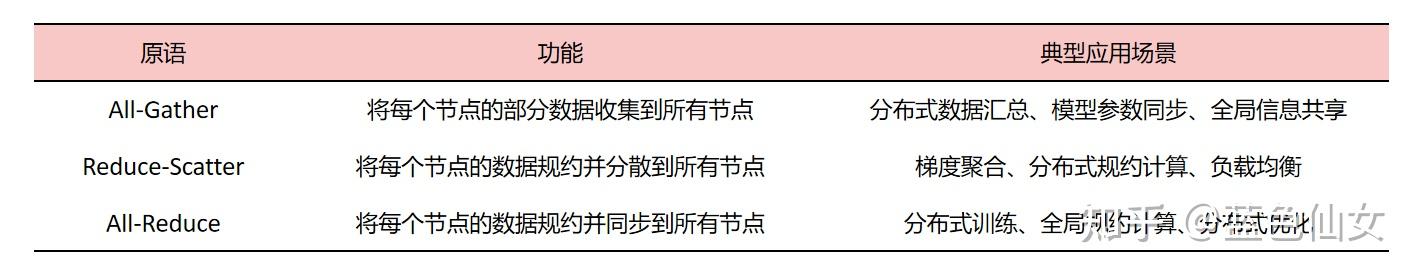 原语 功能 典型应用场景
All-Gather 将每个节点的部分数据收集到所有节点 分布式数据汇总、模型参数同步、全局信息共享
Reduce-Scatter 将每个节点的数据规约并分散到所有节点 梯度聚合、分布式规约计算、负载均衡
All-Reduce 将每个节点的数据规约并同步到所有节点 分布式训练、全局规约计算、分布式优化
知乎 @蓝色仙女